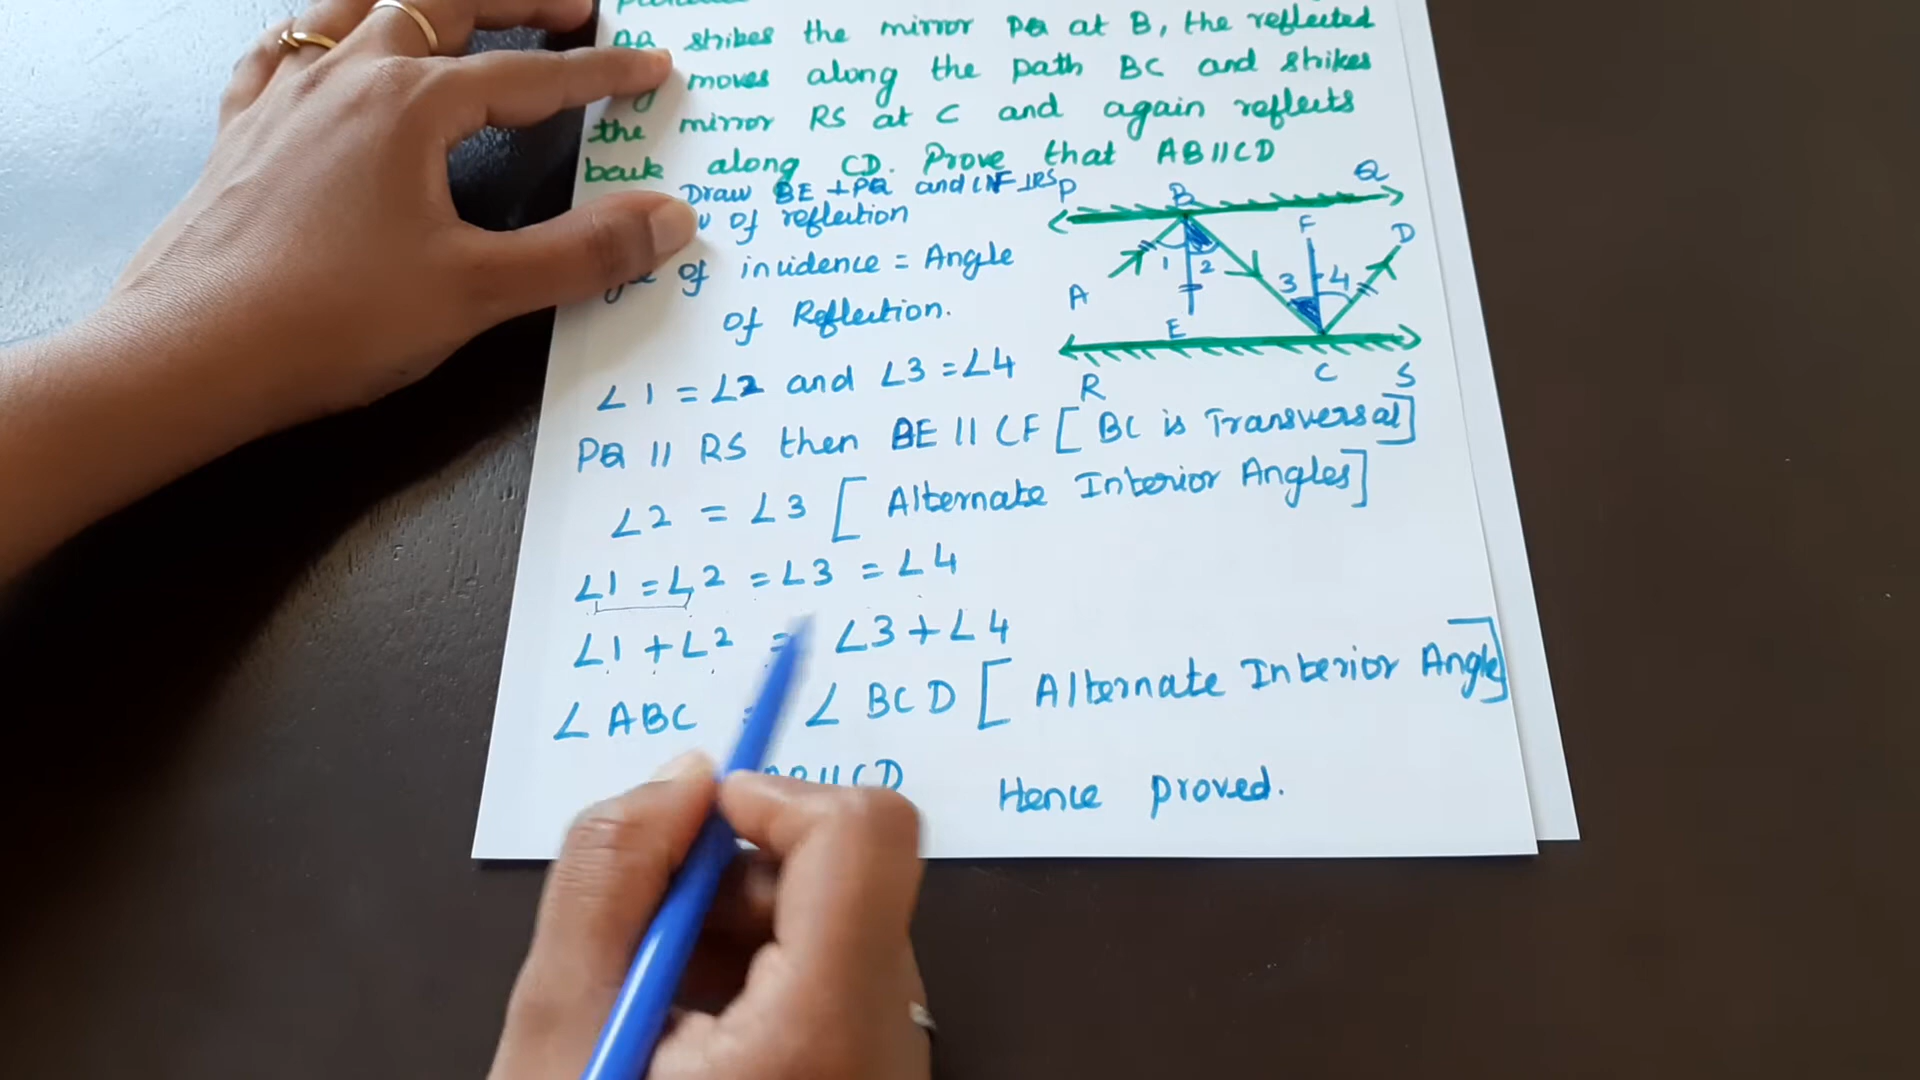 strikes the mirror PQ at B, the reflected
moves along the path BC and strikes
the mirror RS at C and again reflects
back along CD. Prove that AB||CD
Draw BE ⊥PQ and CF ⊥RS
of reflection
of incidence = Angle
of Reflection.
P
B
Q
F
D
1
2
3
4
A
E
R
C
S
∠1 = ∠2 and ∠3 = ∠4
PQ || RS then BE || CF [ BC is Transversal]
∠2 = ∠3 [ Alternate Interior Angles]
∠1 = ∠2 = ∠3 = ∠4
∠1 + ∠2 = ∠3 + ∠4
∠ABC = ∠BCD [ Alternate Interior Angle]
AB||CD Hence proved.